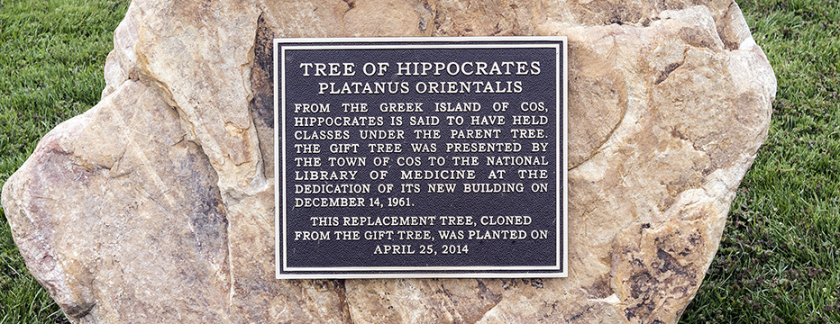 TREE OF HIPPOCRATES
PLATANUS ORIENTALIS
FROM THE GREEK ISLAND OF COS,
HIPPOCRATES IS SAID TO HAVE HELD
CLASSES UNDER THE PARENT TREE.
THE GIFT TREE WAS PRESENTED BY
THE TOWN OF COS TO THE NATIONAL
LIBRARY OF MEDICINE AT THE
DEDICATION OF ITS NEW BUILDING ON
DECEMBER 14, 1961.
THIS REPLACEMENT TREE, CLONED
FROM THE GIFT TREE, WAS PLANTED ON
APRIL 25, 2014